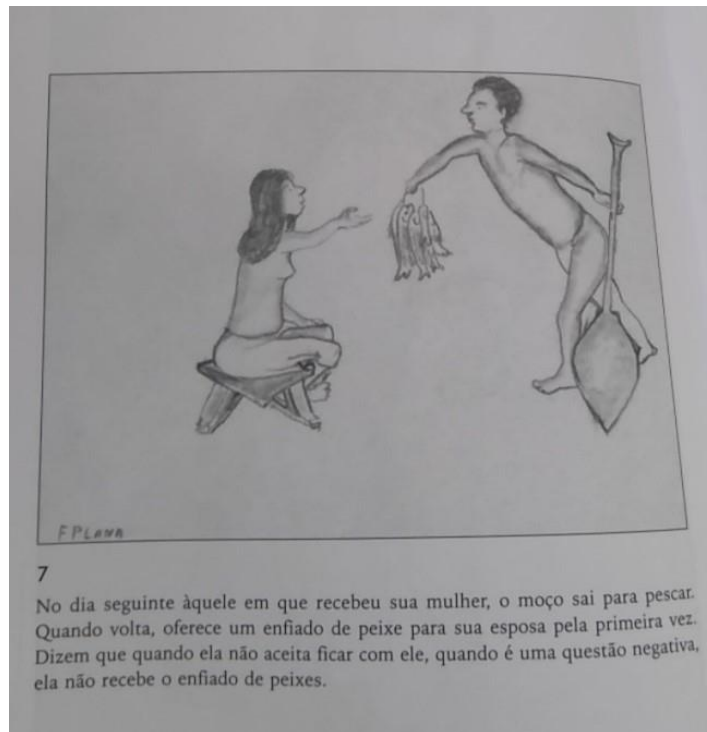 F PLANA
7
No dia seguinte àquele em que recebeu sua mulher, o moço sai para pescar.
Quando volta, oferece um enfiado de peixe para sua esposa pela primeira vez.
Dizem que quando ela não aceita ficar com ele, quando é uma questão negativa,
ela não recebe o enfiado de peixes.